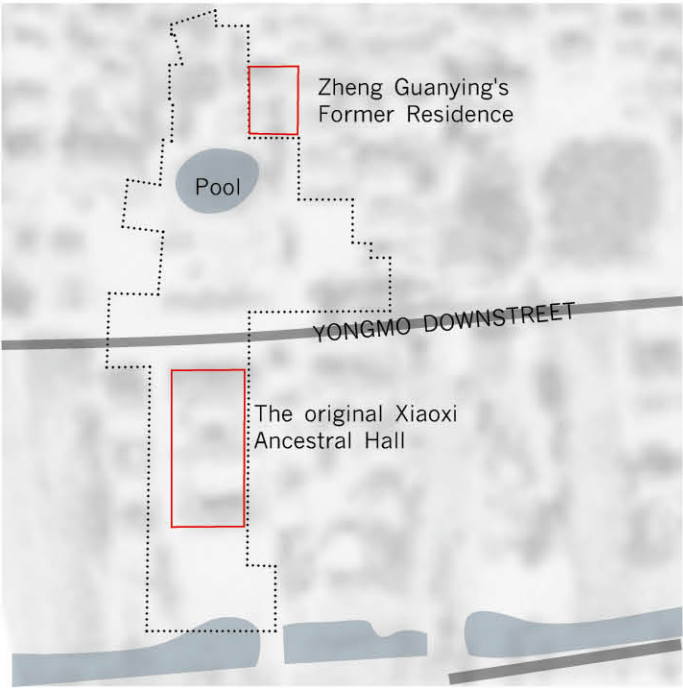 Zheng Guanying's
Former Residence
Pool
YONGMO DOWNSTREET
The original Xiaoxi
Ancestral Hall